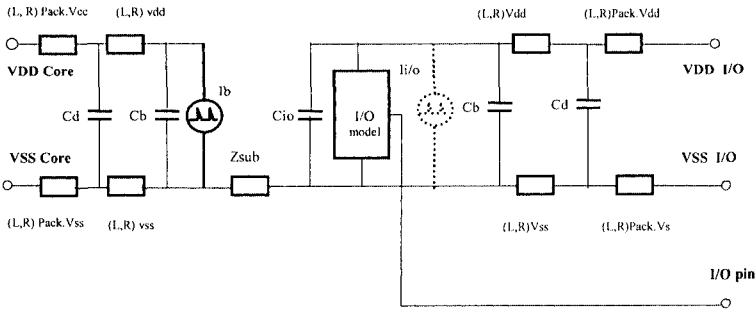 (L, R) Pack.Vcc
(L, R) vdd
(L,R)Vdd
(L,R)Pack.Vdd
VDD Core
Ib
Ii/o
VDD I/O
Cd
Cb
Cio
I/O
model
Cb
Cd
VSS Core
Zsub
VSS I/O
(L,R) Pack.Vss
(L,R) vss
(L,R)Vss
(L,R)Pack.Vs
I/O pin